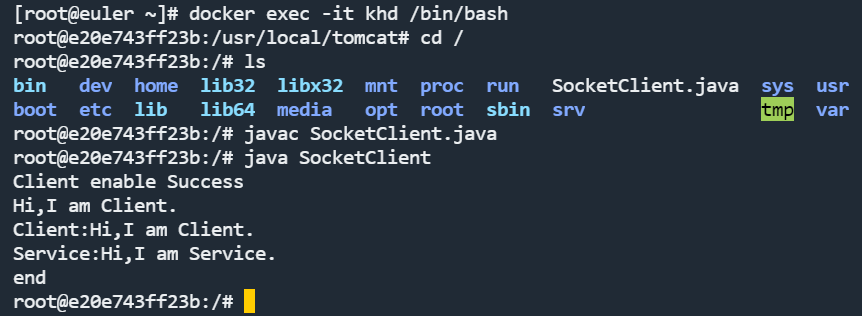 [root@euler ~]# docker exec -it khd /bin/bash
root@e20e743ff23b:/usr/local/tomcat# cd /
root@e20e743ff23b:/# ls
bin dev home lib32 libx32 mnt proc run SocketClient.java sys usr
boot etc lib lib64 media opt root sbin srv tmp var
root@e20e743ff23b:/# javac SocketClient.java
root@e20e743ff23b:/# java SocketClient
Client enable Success
Hi,I am Client.
Client:Hi,I am Client.
Service:Hi,I am Service.
end
root@e20e743ff23b:/#